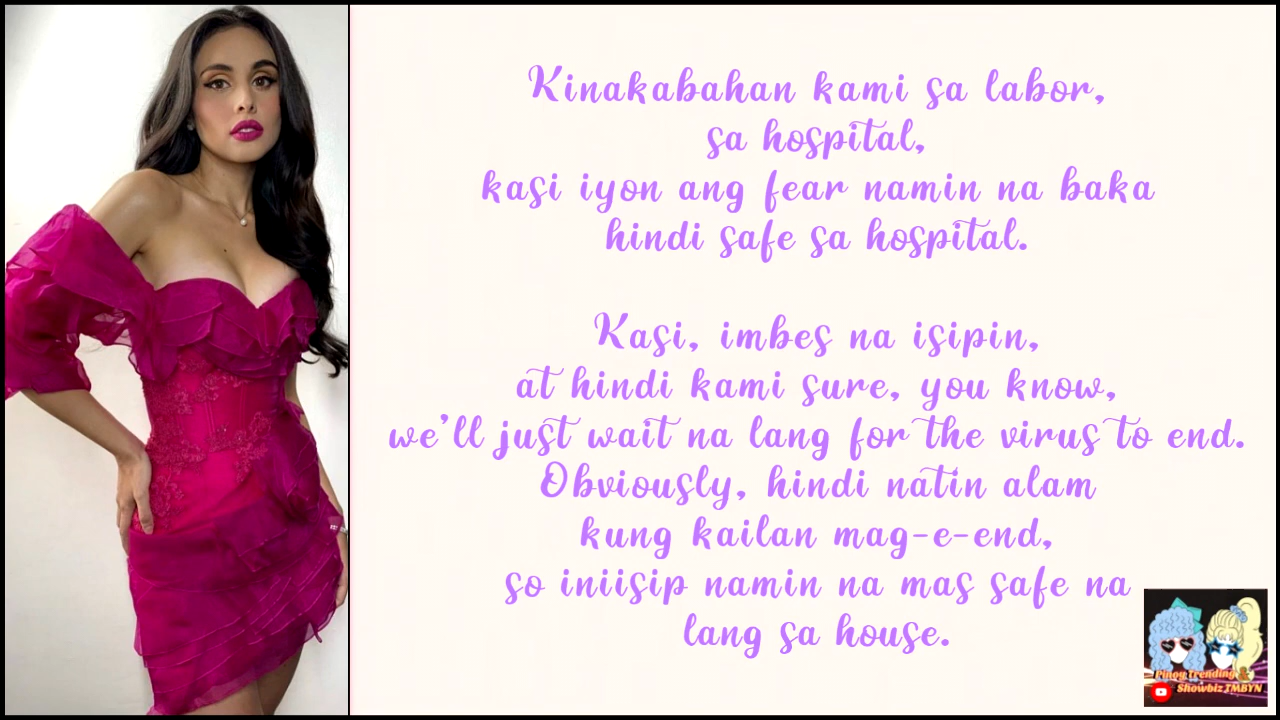 Kinakabahan kami sa labor,
sa hospital,
kasi iyon ang fear namin na baka
hindi safe sa hospital.
Kasi, imbes na isipin,
at hindi kami sure, you know,
we'll just wait na lang for the virus to end.
Obviously, hindi natin alam
kung kailan mag-e-end,
so iniisip namin na mas safe na
lang sa house.
Pinoy Trending &
Showbiz TMBYN